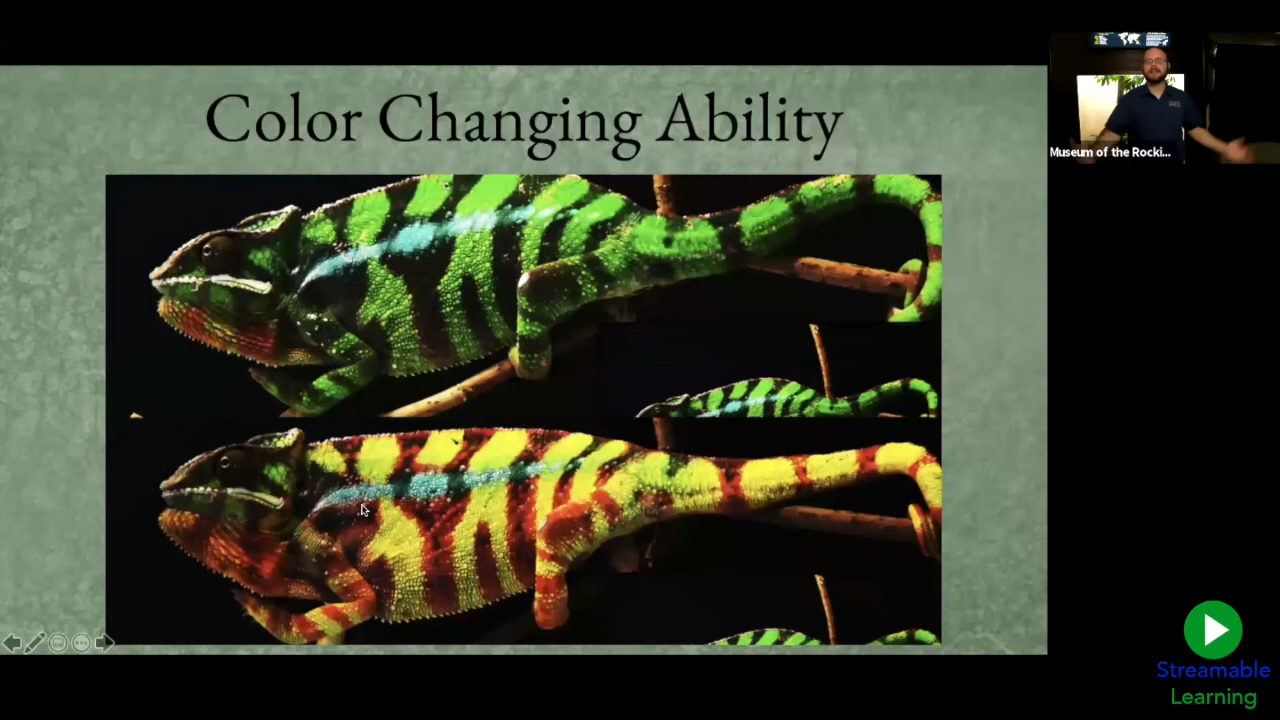 Color Changing Ability
Museum of the Rocki...
Streamable
Learning